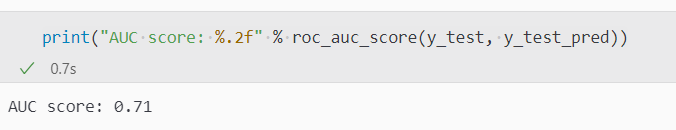 print("AUC score: %.2f" % roc_auc_score(y_test, y_test_pred))
0.7s
AUC score: 0.71